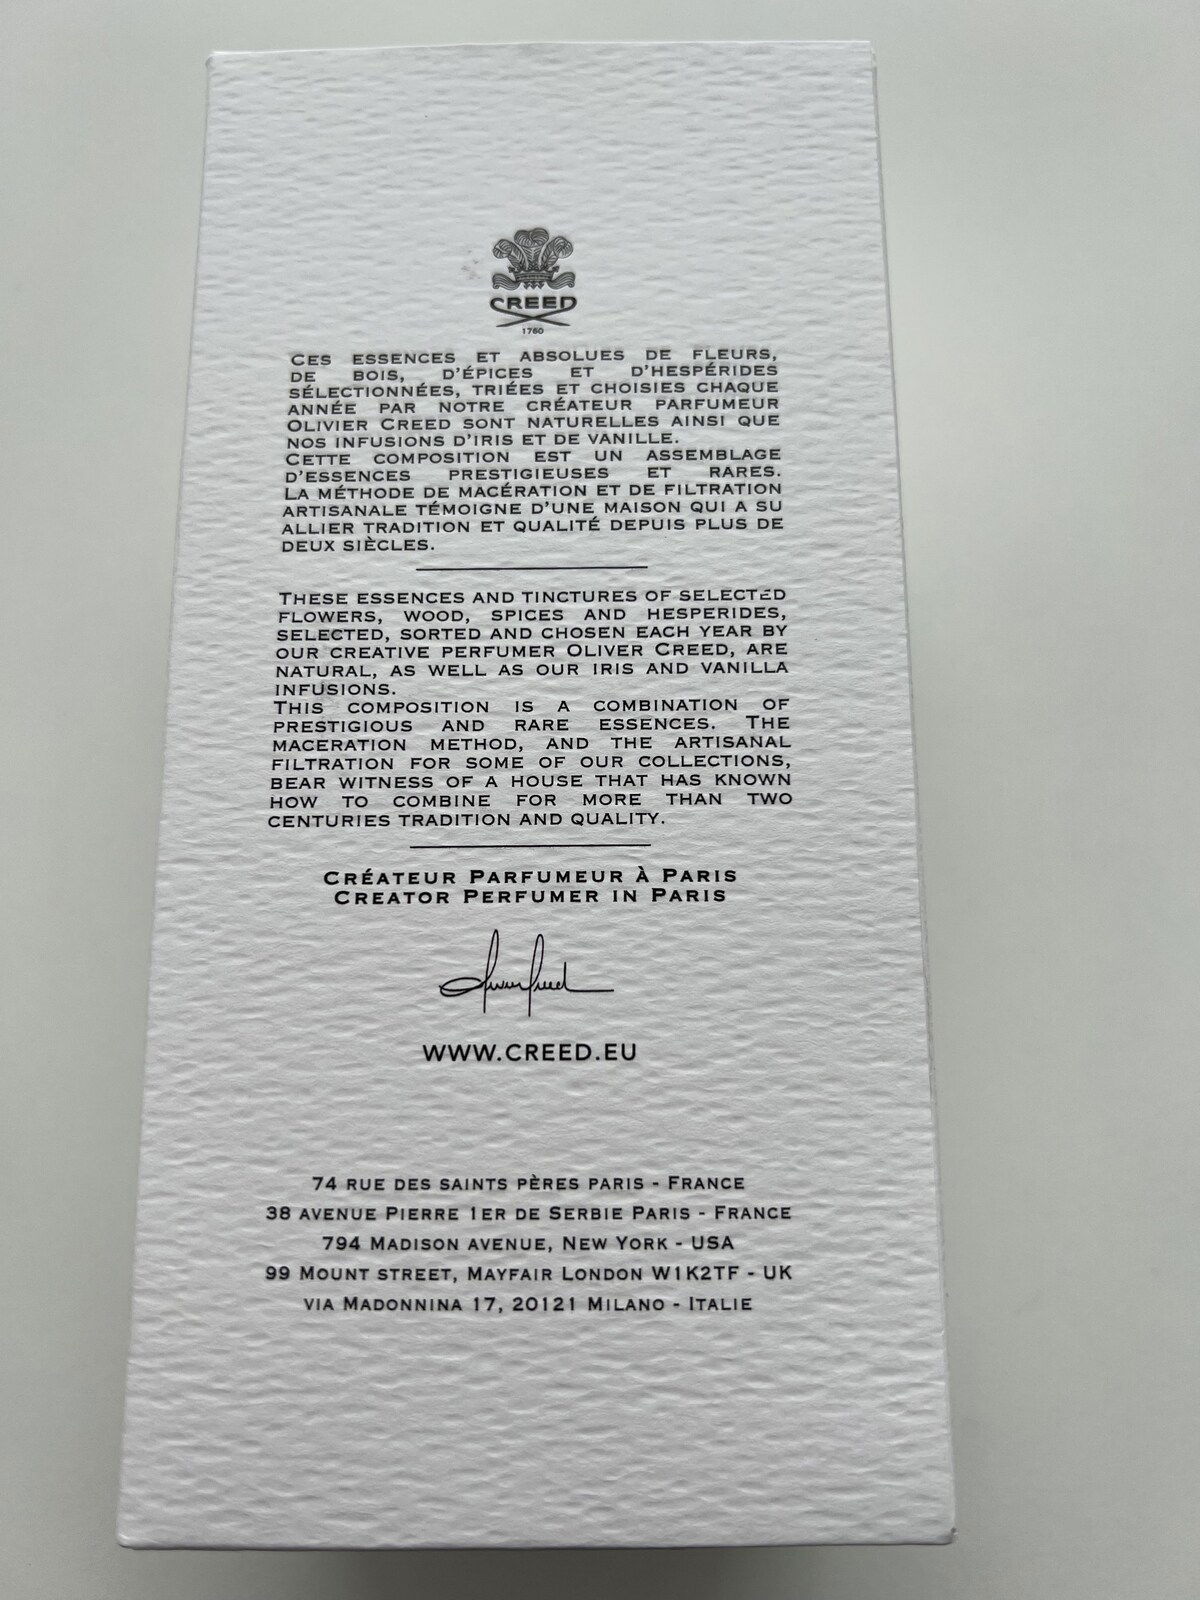 CREED
1760
CES ESSENCES ET ABSOLUES DE FLEURS,
DE BOIS, D'ÉPICES ET D'HESPÉRIDES
SÉLECTIONNÉES, TRIÉES ET CHOISIES CHAQUE
ANNÉE PAR NOTRE CRÉATEUR PARFUMEUR
OLIVIER CREED SONT NATURELLES AINSI QUE
NOS INFUSIONS D'IRIS ET DE VANILLE.
CETTE COMPOSITION EST UN ASSEMBLAGE
D'ESSENCES PRESTIGIEUSES ET RARES.
LA MÉTHODE DE MACÉRATION ET DE FILTRATION
ARTISANALE TÉMOIGNE D'UNE MAISON QUI A SU
ALLIER TRADITION ET QUALITÉ DEPUIS PLUS DE
DEUX SIÈCLES.
THESE ESSENCES AND TINCTURES OF SELECTED
FLOWERS, WOOD, SPICES AND HESPERIDES,
SELECTED, SORTED AND CHOSEN EACH YEAR BY
OUR CREATIVE PERFUMER OLIVER CREED, ARE
NATURAL, AS WELL AS OUR IRIS AND VANILLA
INFUSIONS.
THIS COMPOSITION IS A COMBINATION OF
PRESTIGIOUS AND RARE ESSENCES. THE
MACERATION METHOD, AND THE ARTISANAL
FILTRATION FOR SOME OF OUR COLLECTIONS,
BEAR WITNESS OF A HOUSE THAT HAS KNOWN
HOW TO COMBINE FOR MORE THAN TWO
CENTURIES TRADITION AND QUALITY.
CRÉATEUR PARFUMEUR À PARIS
CREATOR PERFUMER IN PARIS
Olivier Creed
WWW.CREED.EU
74 RUE DES SAINTS PÈRES PARIS - FRANCE
38 AVENUE PIERRE 1ER DE SERBIE PARIS - FRANCE
794 MADISON AVENUE, NEW YORK - USA
99 MOUNT STREET, MAYFAIR LONDON W1K2TF - UK
VIA MADONNINA 17, 20121 MILANO - ITALIE